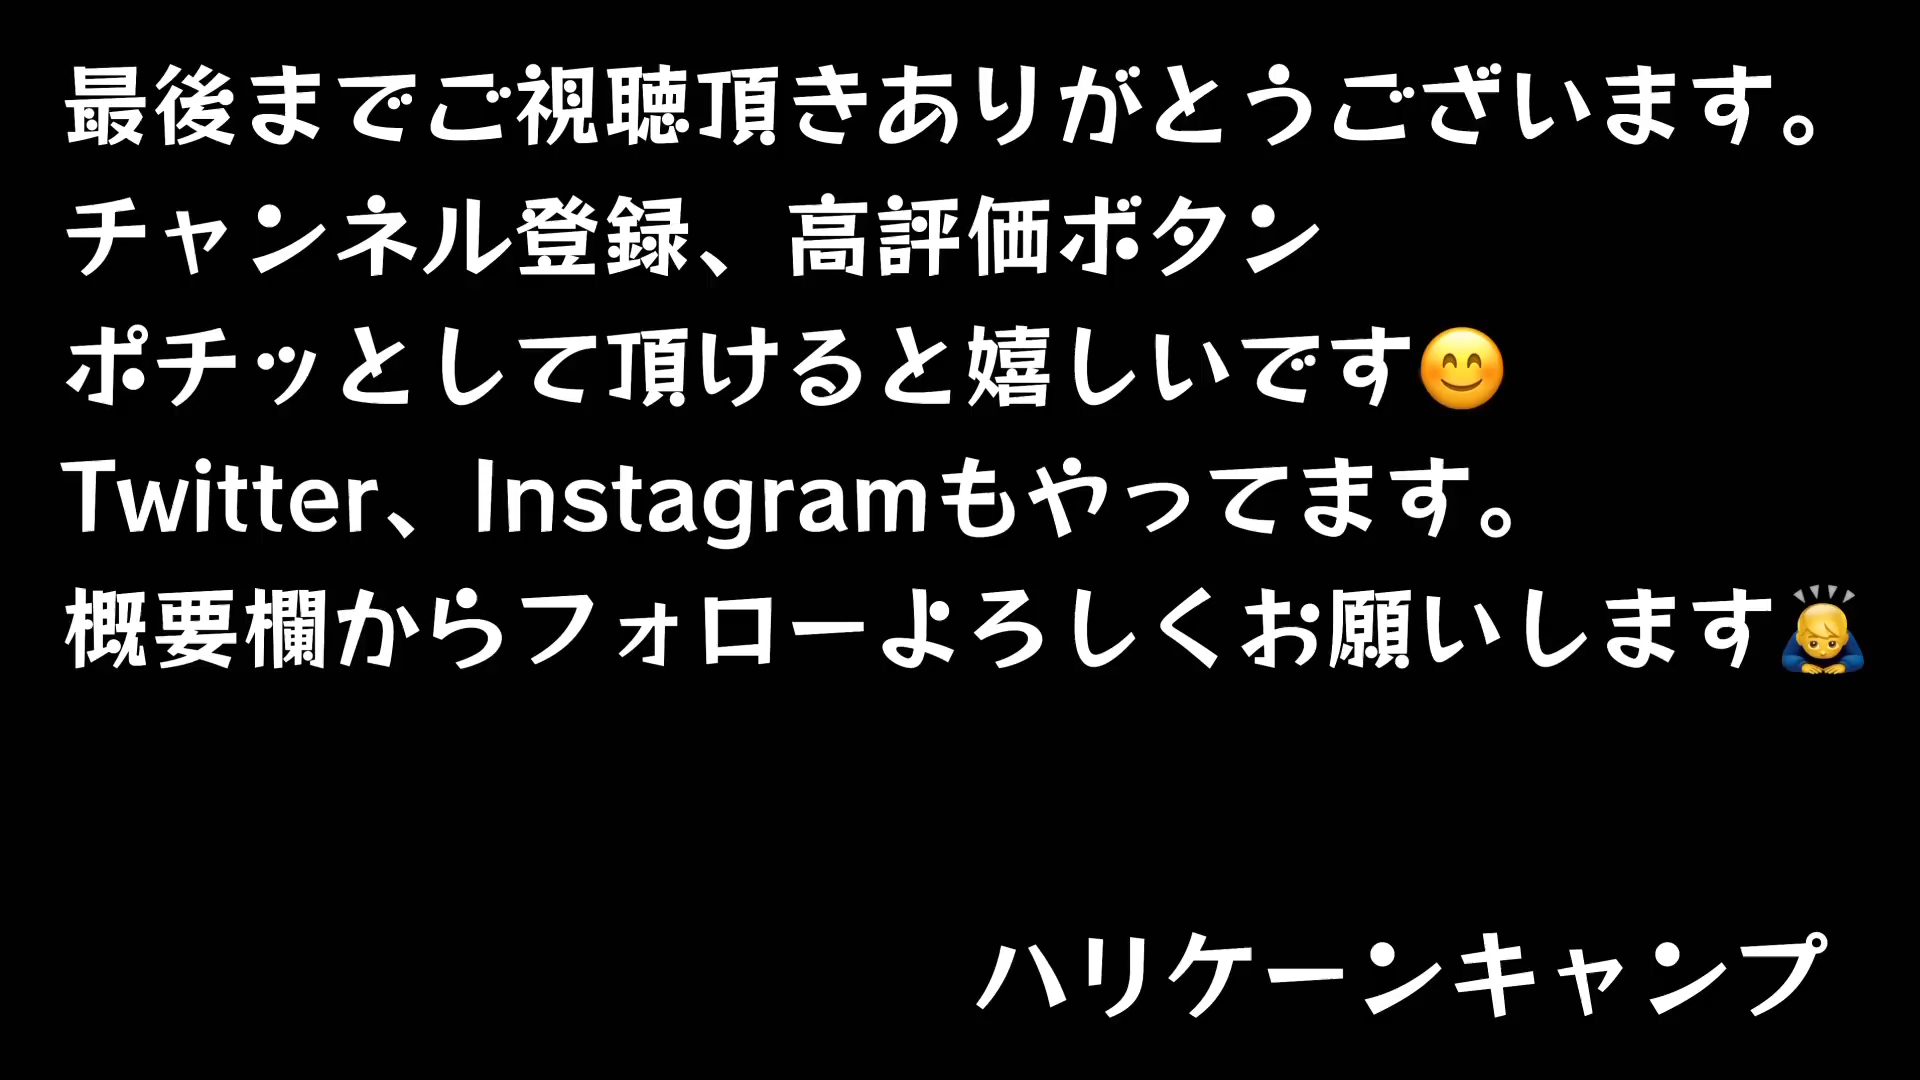 最後までご視聴頂きありがとうございます。
チャンネル登録、高評価ボタン
ポチッとして頂けると嬉しいです😊
Twitter、Instagramもやってます。
概要欄からフォローよろしくお願いします🙇
ハリケーンキャンプ